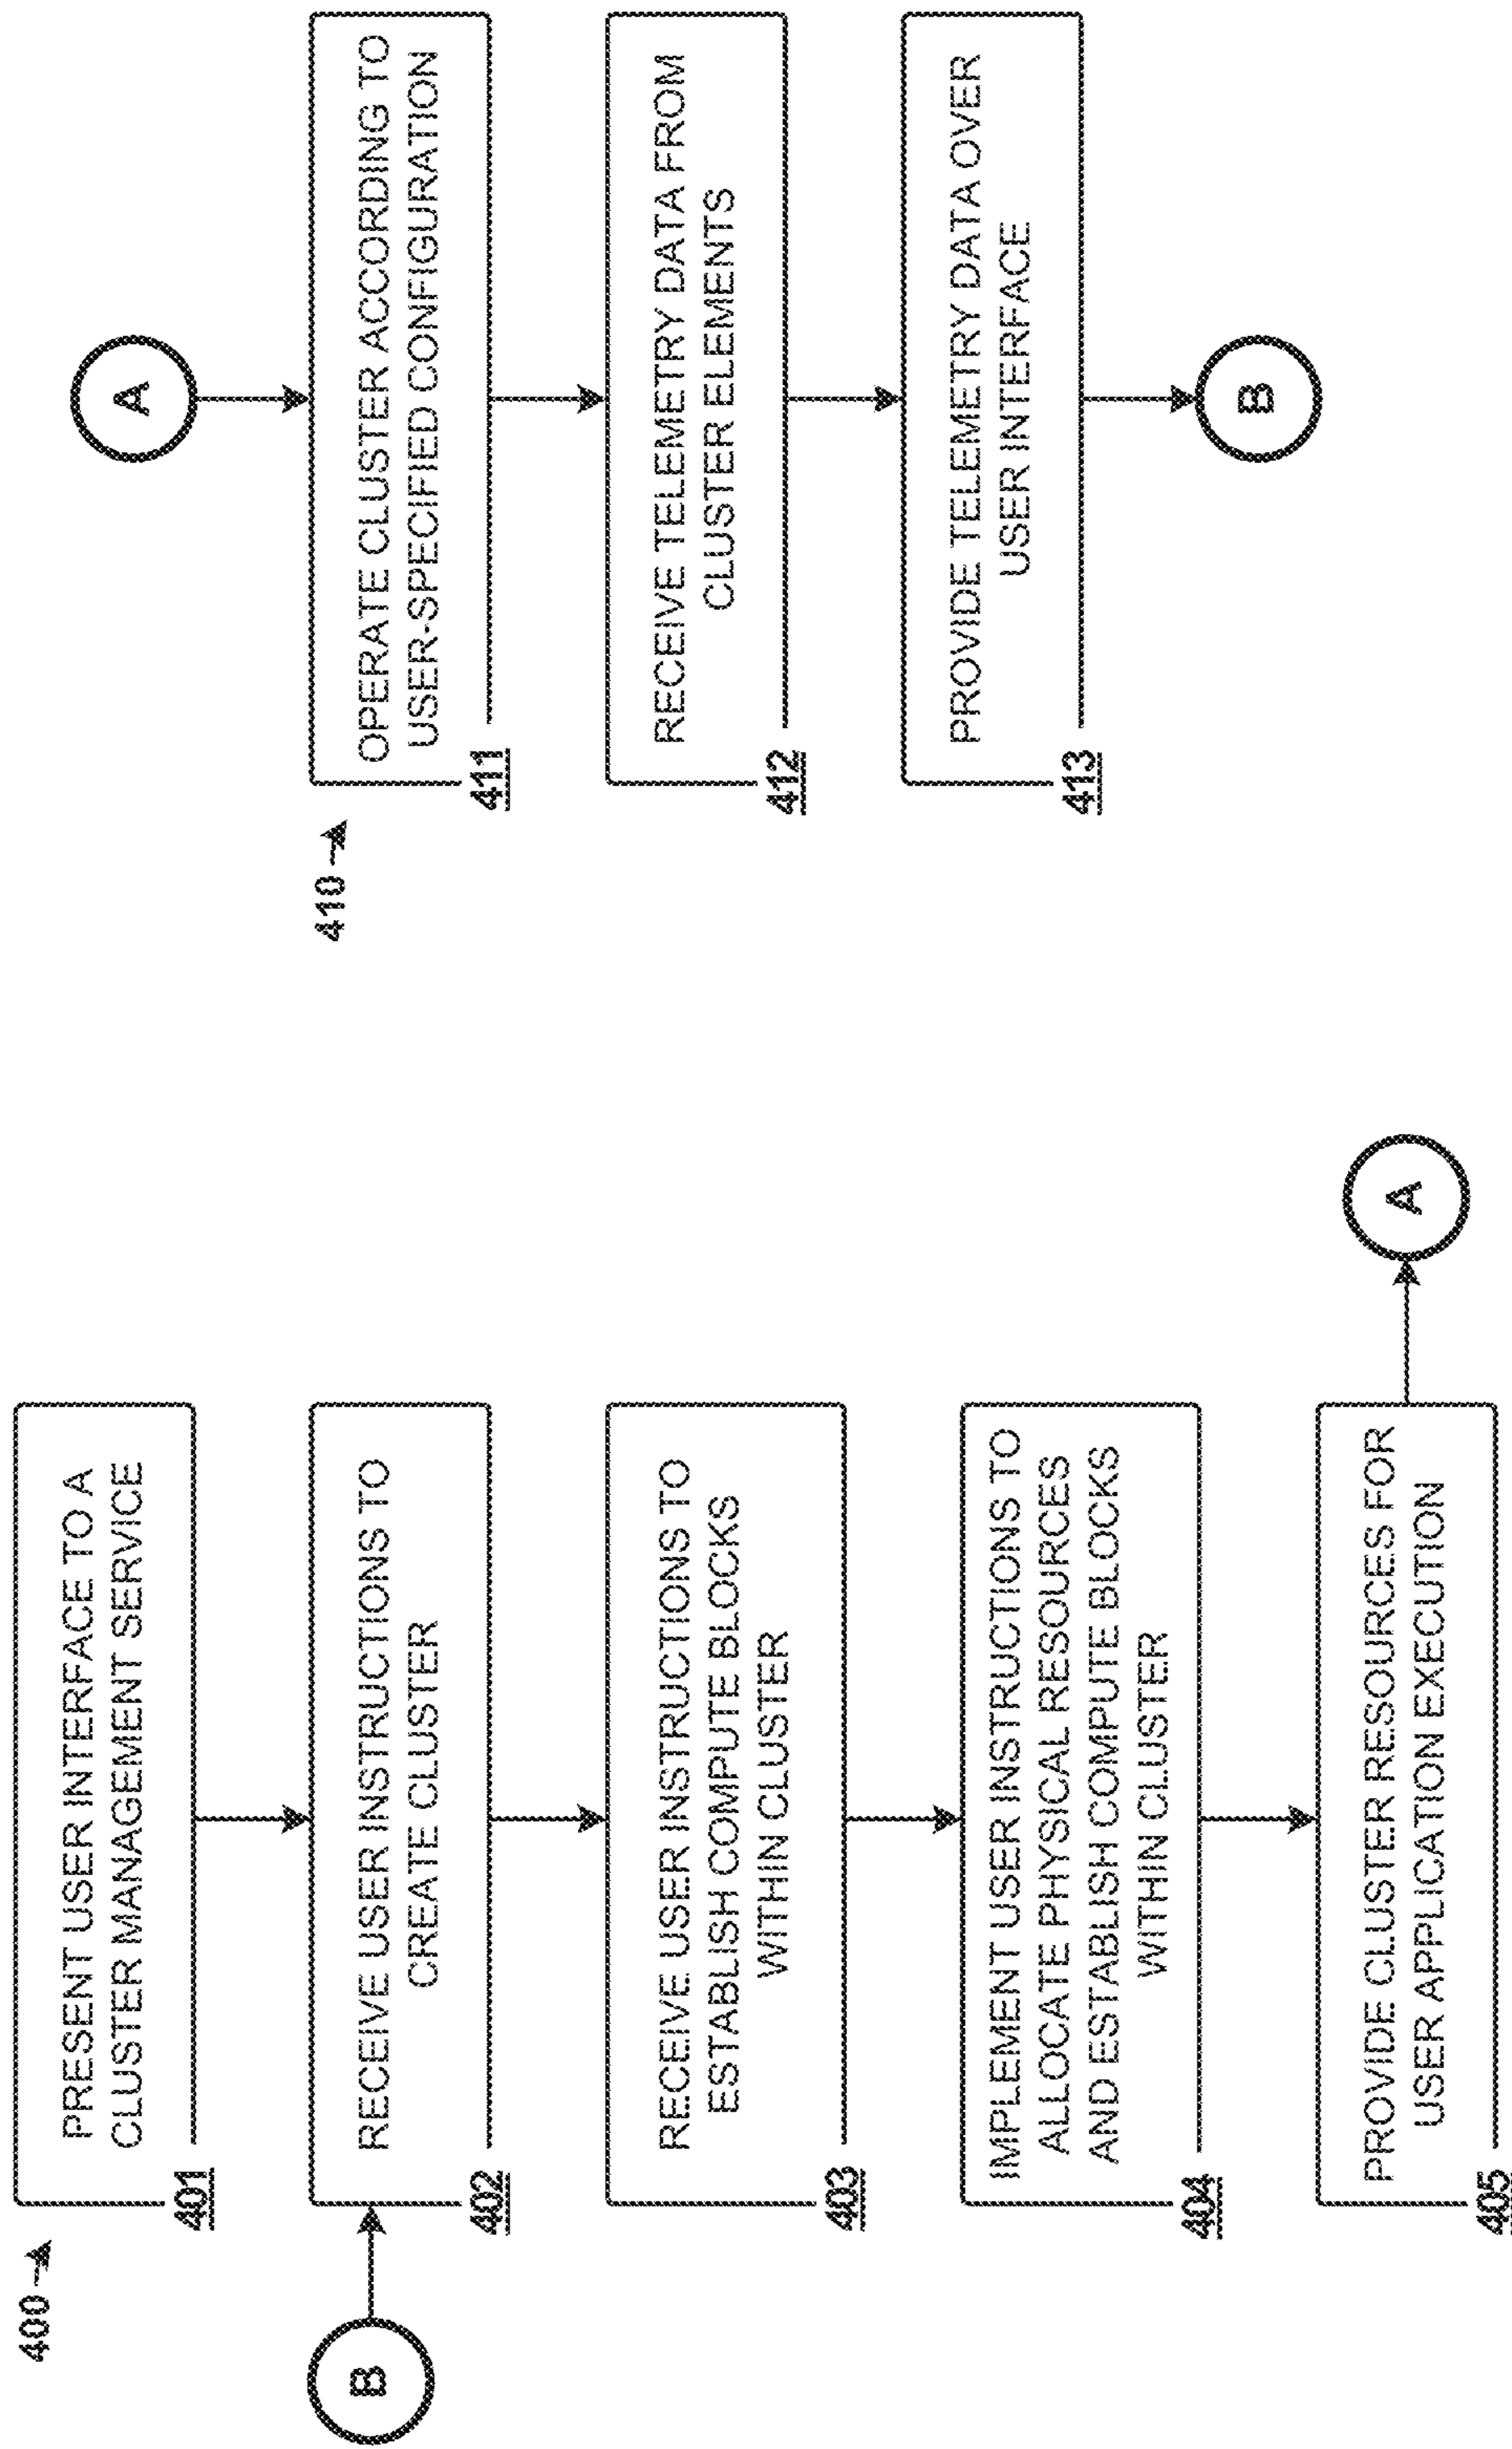 400
PRESENT USER INTERFACE TO A
CLUSTER MANAGEMENT SERVICE
401
B
RECEIVE USER INSTRUCTIONS TO
CREATE CLUSTER
402
RECEIVE USER INSTRUCTIONS TO
ESTABLISH COMPUTE BLOCKS
WITHIN CLUSTER
403
IMPLEMENT USER INSTRUCTIONS TO
ALLOCATE PHYSICAL RESOURCES
AND ESTABLISH COMPUTE BLOCKS
WITHIN CLUSTER
404
PROVIDE CLUSTER RESOURCES FOR
USER APPLICATION EXECUTION
405
A
A
410
OPERATE CLUSTER ACCORDING TO
USER-SPECIFIED CONFIGURATION
411
RECEIVE TELEMETRY DATA FROM
CLUSTER ELEMENTS
412
PROVIDE TELEMETRY DATA OVER
USER INTERFACE
413
B